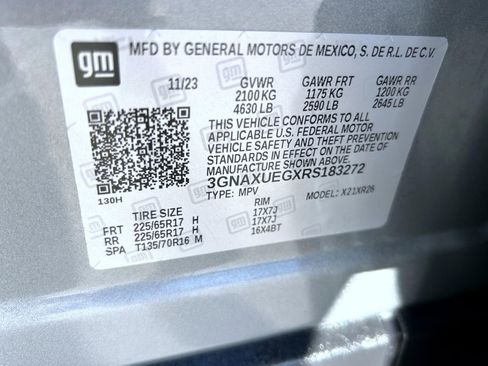 gm
MFD BY GENERAL MOTORS DE MEXICO, S. DE R.L. DE C.V.
11/23 GVWR GAWR FRT GAWR RR
2100 KG 1175 KG 1200 KG
4630 LB 2590 LB 2645 LB
THIS VEHICLE CONFORMS TO ALL
APPLICABLE U.S. FEDERAL MOTOR
VEHICLE SAFETY AND THEFT
PREVENTION STANDARDS IN
EFFECT ON THE DATE OF
MANUFACTURE SHOWN ABOVE.
3GNAXUEGXRS183272
TYPE: MPV MODEL: X21XR26
130H
TIRE SIZE RIM
FRT 225/65R17 H 17X7J
RR 225/65R17 H 17X7J
SPA T135/70R16 M 16X4BT